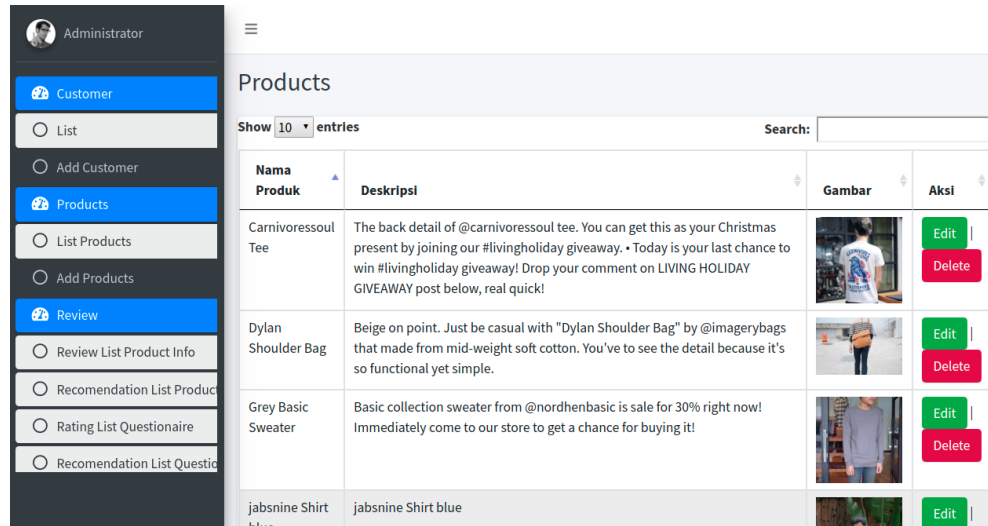 Administrator
Customer
List
Add Customer
Products
List Products
Add Products
Review
Review List Product Info
Recomendation List Product
Rating List Questionaire
Recomendation List Questio
Products
Show 10 entries
Search:
Nama
Produk
Deskripsi
Gambar
Aksi
Carnivoressoul
Tee
The back detail of @carnivoressoul tee. You can get this as your Christmas
present by joining our #livingholiday giveaway. • Today is your last chance to
win #livingholiday giveaway! Drop your comment on LIVING HOLIDAY
GIVEAWAY post below, real quick!
Edit |
Delete
Dylan
Shoulder Bag
Beige on point. Just be casual with "Dylan Shoulder Bag" by @imagerybags
that made from mid-weight soft cotton. You've to see the detail because it's
so functional yet simple.
Edit |
Delete
Grey Basic
Sweater
Basic collection sweater from @nordhenbasic is sale for 30% right now!
Immediately come to our store to get a chance for buying it!
Edit |
Delete
jabsnine Shirt
blue
jabsnine Shirt blue
Edit |